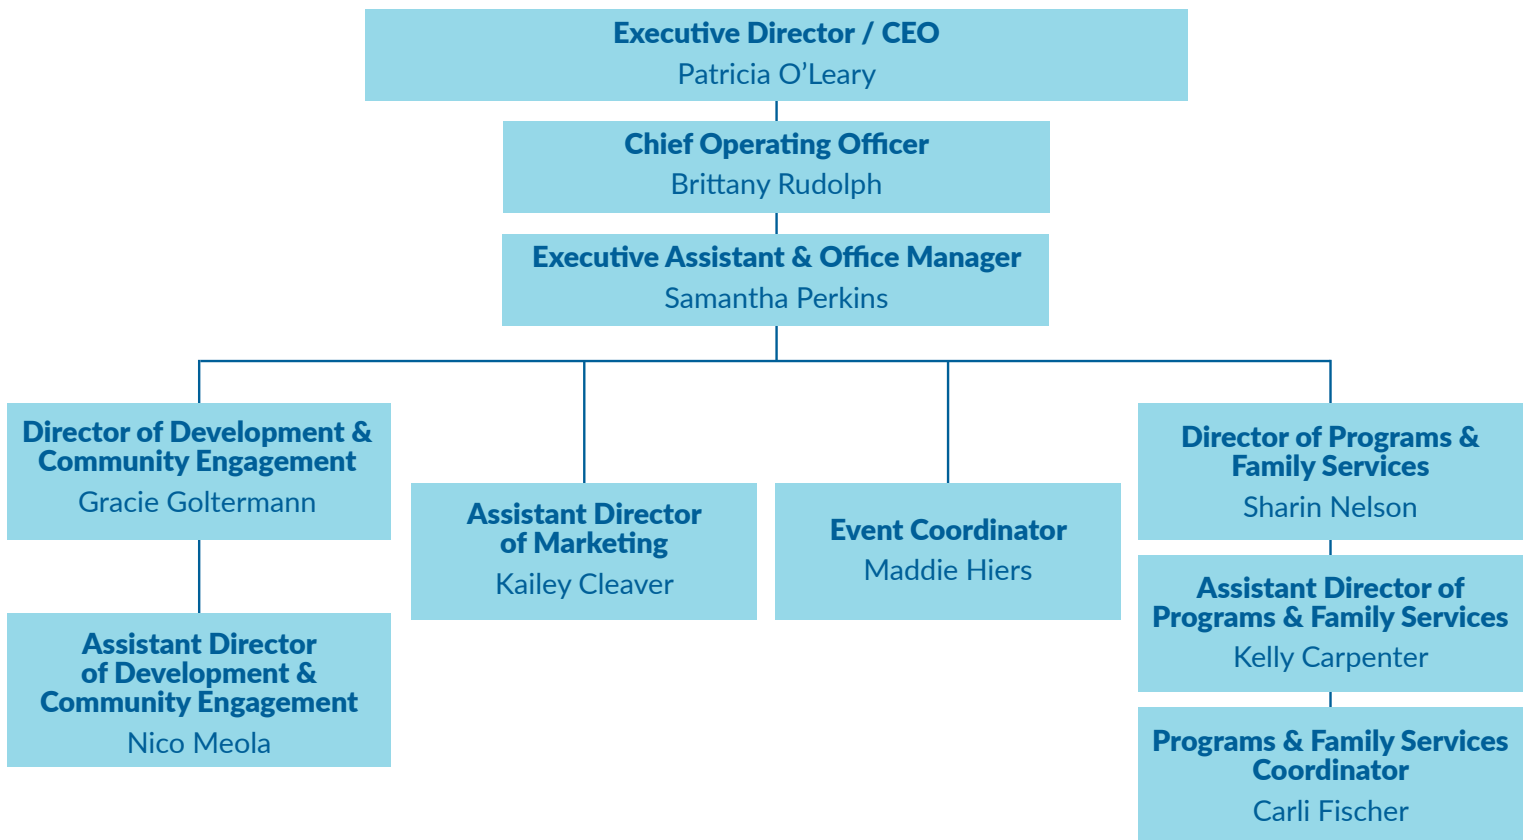 Executive Director / CEO
Patricia O’Leary
Chief Operating Officer
Brittany Rudolph
Executive Assistant & Office Manager
Samantha Perkins
Director of Development &
Community Engagement
Gracie Goltermann
Assistant Director
of Development &
Community Engagement
Nico Meola
Assistant Director
of Marketing
Kailey Cleaver
Event Coordinator
Maddie Hiers
Director of Programs &
Family Services
Sharin Nelson
Assistant Director of
Programs & Family Services
Kelly Carpenter
Programs & Family Services
Coordinator
Carli Fischer